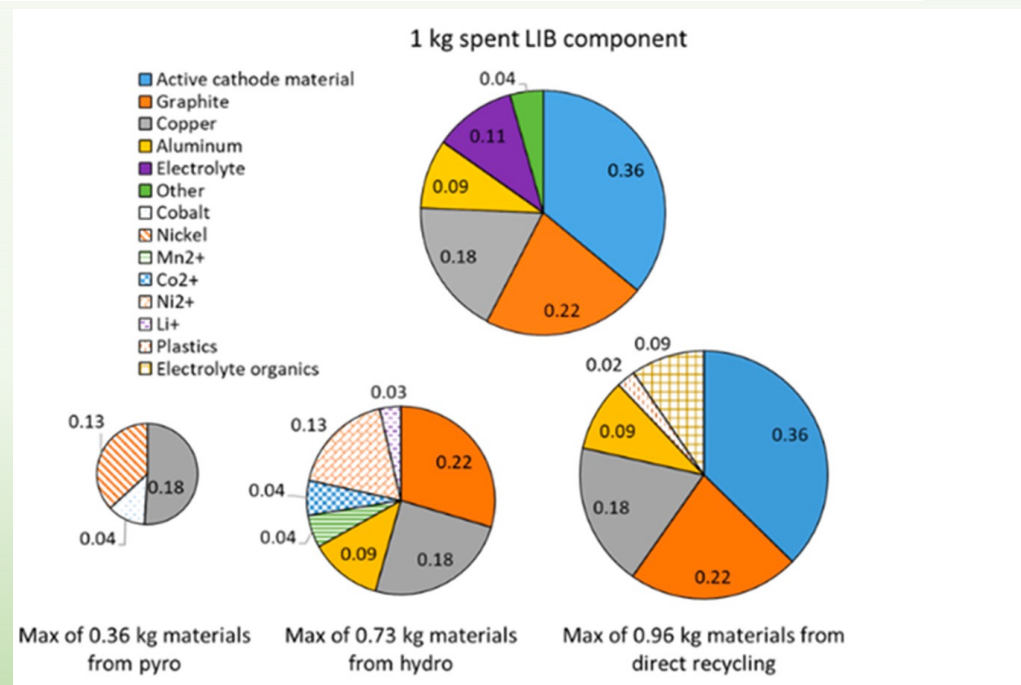 1 kg spent LIB component
Active cathode material
Graphite
Copper
Aluminum
Electrolyte
Other
Cobalt
Nickel
Mn2+
Co2+
Ni2+
Li+
Plastics
Electrolyte organics
0.04
0.11
0.36
0.09
0.18
0.22
0.13
0.18
0.04
0.03
0.13
0.22
0.04
0.04
0.09
0.18
0.09
0.02
0.09
0.36
0.18
0.22
Max of 0.36 kg materials
from pyro
Max of 0.73 kg materials
from hydro
Max of 0.96 kg materials from
direct recycling